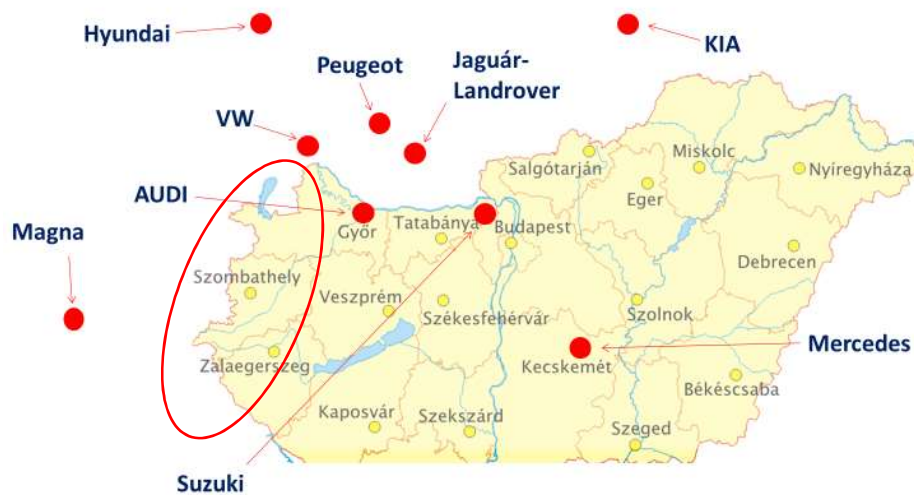 Hyundai
KIA
Peugeot
Jaguár-
Landrover
VW
Salgótarján
Miskolc
Nyíregyháza
Eger
AUDI
Győr
Tatabánya
Budapest
Magna
Debrecen
Szombathely
Veszprém
Székesfehérvár
Szolnok
Mercedes
Zalaegerszeg
Kecskemét
Békéscsaba
Kaposvár
Szekszárd
Szeged
Suzuki